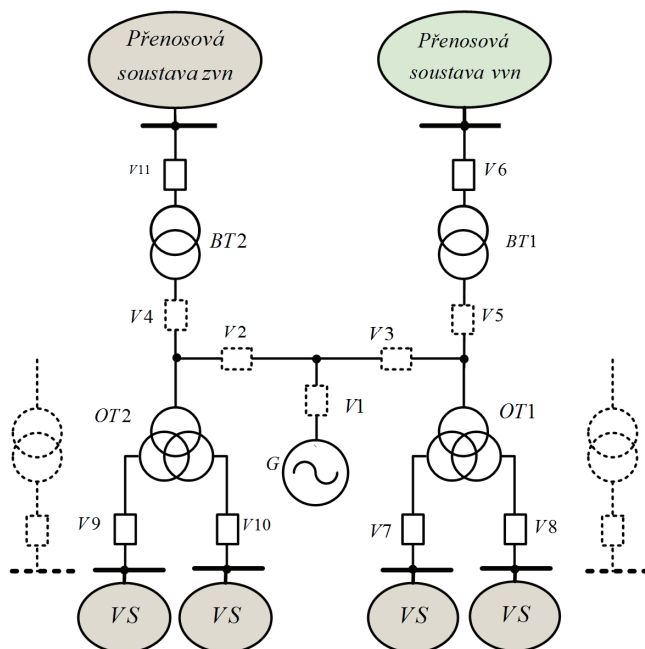 Přenosová
soustava zvn
Přenosová
soustava vvn
V11
V6
BT2
BT1
V4
V2
V3
V5
OT2
V1
OT1
G
V9
V10
V7
V8
VS
VS
VS
VS